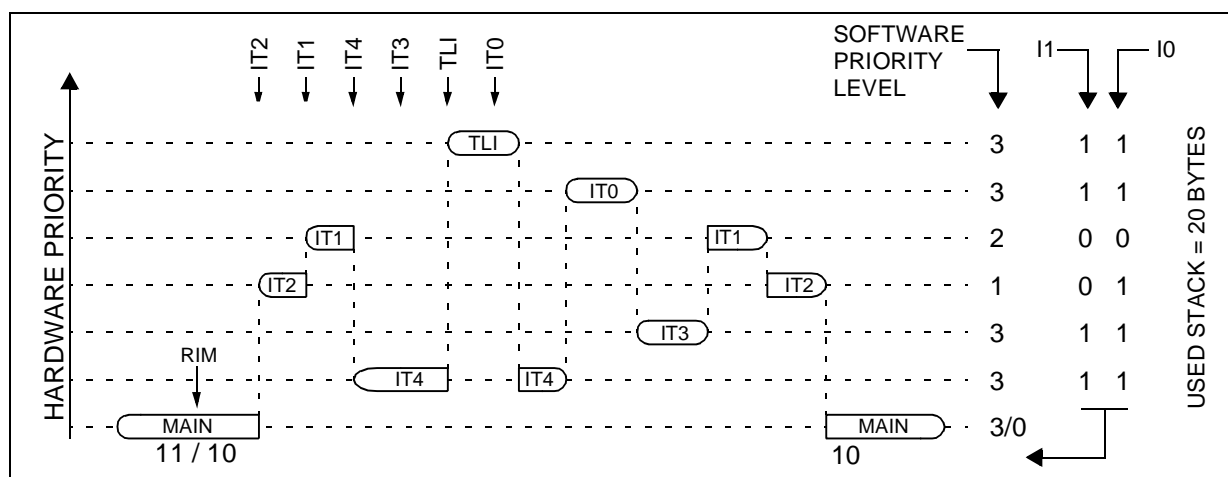 IT2 IT1 IT4 IT3 TLI IT0
SOFTWARE
PRIORITY
LEVEL
I1 I0
HARDWARE PRIORITY
USED STACK = 20 BYTES
TLI 3 1 1
IT0 3 1 1
IT1 IT1 2 0 0
IT2 IT2 1 0 1
IT3 3 1 1
RIM
IT4 IT4 3 1 1
MAIN MAIN 3/0
11 / 10 10